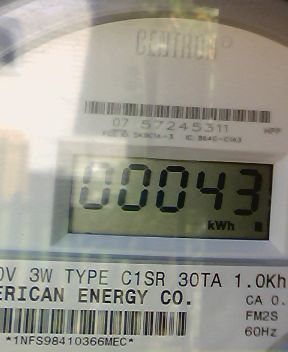 CENTRON
07 57245311
00043
kWh
0V 3W TYPE C1SR 30TA 1.0Kh
ERICAN ENERGY CO. CA 0.
FM2S
60Hz
*1NFS98410366MEC*